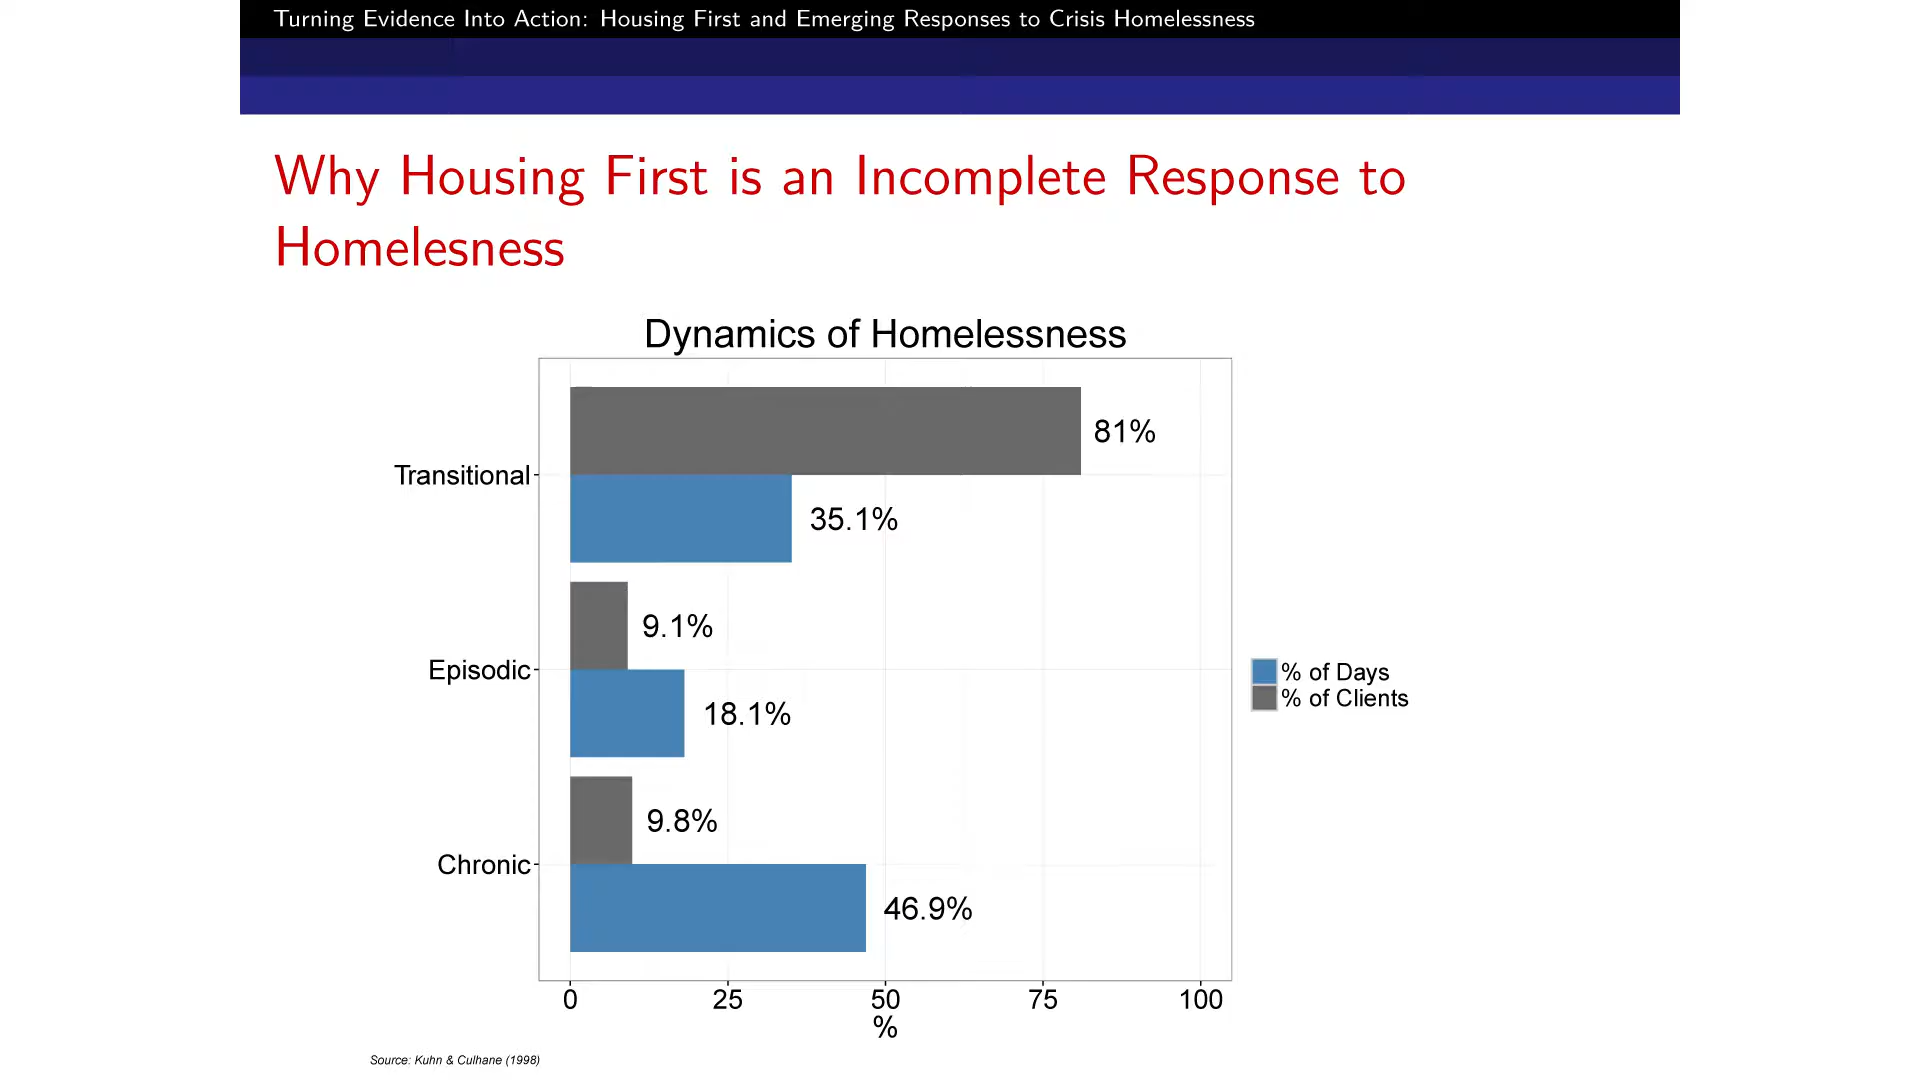 Turning Evidence Into Action: Housing First and Emerging Responses to Crisis Homelessness
Why Housing First is an Incomplete Response to
Homelesness
Dynamics of Homelessness
81%
Transitional
35.1%
9.1%
Episodic
18.1%
% of Days
% of Clients
9.8%
Chronic
46.9%
0 25 50 75 100
%
Source: Kuhn & Culhane (1998)